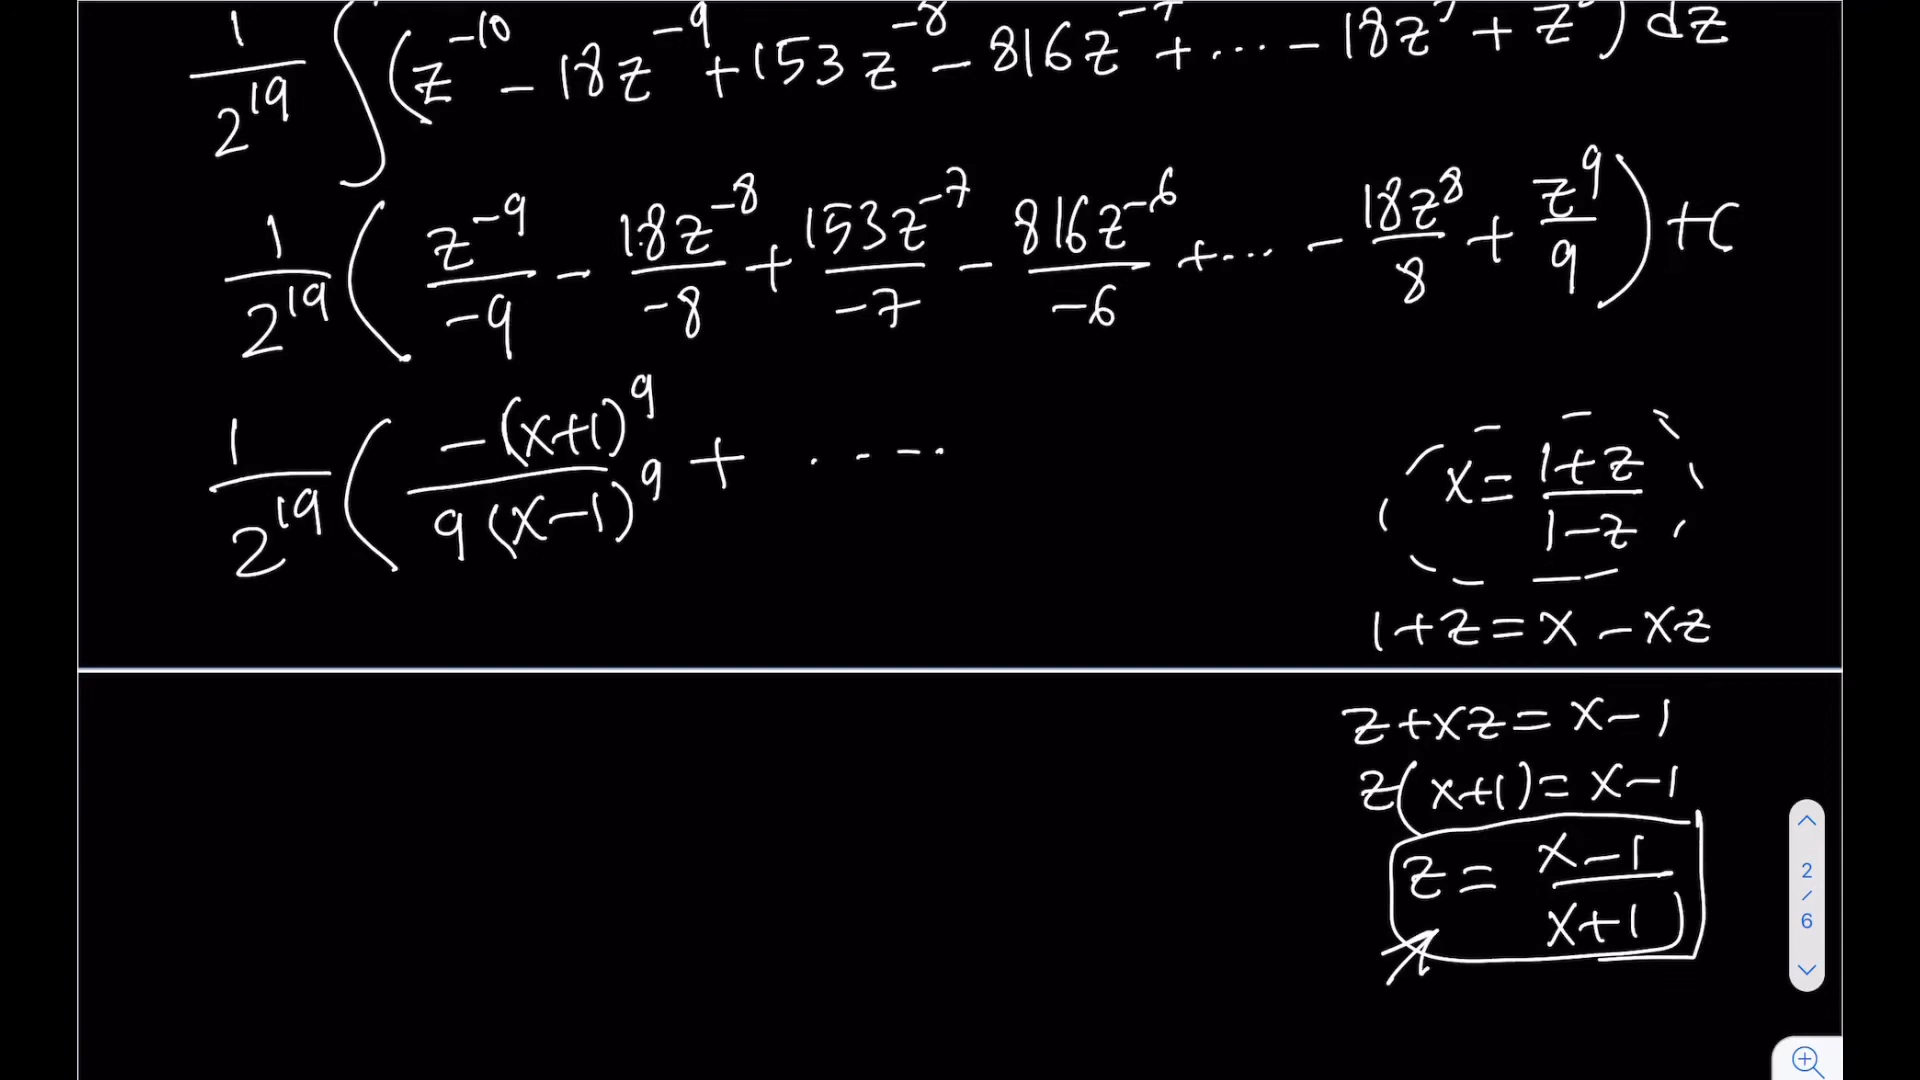 1/2^19 ∫ (z^-10 - 18z^-9 + 153z^-8 - 816z^-7 + ... - 18z^7 + z^8) dz
1/2^19 ( z^-9/-9 - 18z^-8/-8 + 153z^-7/-7 - 816z^-6/-6 + ... - 18z^8/8 + z^9/9 ) + C
1/2^19 ( -(x+1)^9/9(x-1)^9 + .....
x = 1+z/1-z
1+z = x - xz
z + xz = x - 1
z(x+1) = x - 1
z = x-1/x+1
2
/
6